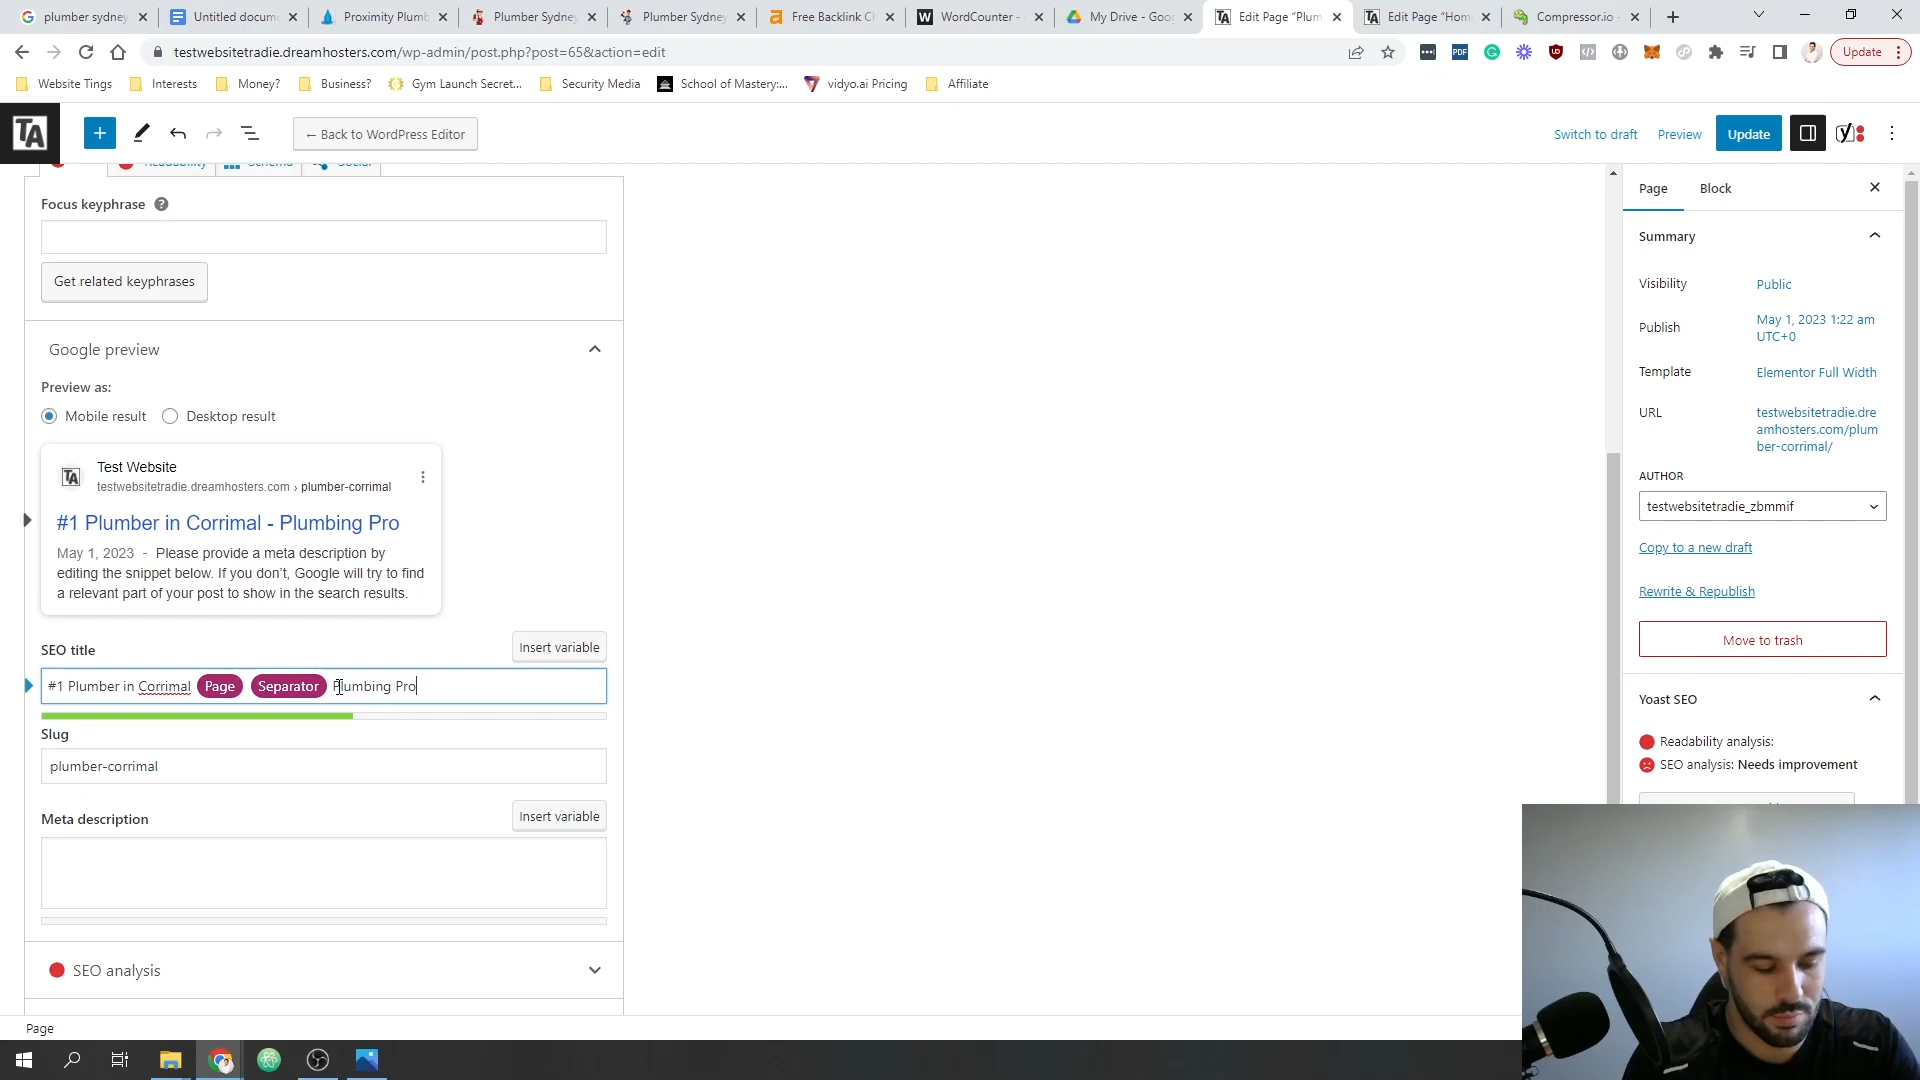 plumber sydney
Untitled docume
Proximity Plumb
Plumber Sydney
Plumber Sydney
Free Backlink Ch
WordCounter -
My Drive - Goo
Edit Page "Plum
Edit Page "Hom
Compressor.io -
testwebsitetradie.dreamhosters.com/wp-admin/post.php?post=65&action=edit
Update
Website Tings
Interests
Money?
Business?
Gym Launch Secret...
Security Media
School of Mastery:...
vidyo.ai Pricing
Affiliate
TA
← Back to WordPress Editor
Switch to draft
Preview
Update
Readability
Schema
Social
Focus keyphrase
Get related keyphrases
Google preview
Preview as:
Mobile result
Desktop result
TA
Test Website
testwebsitetradie.dreamhosters.com › plumber-corrimal
#1 Plumber in Corrimal - Plumbing Pro
May 1, 2023 - Please provide a meta description by
editing the snippet below. If you don't, Google will try to find
a relevant part of your post to show in the search results.
SEO title
Insert variable
#1 Plumber in Corrimal Page Separator Plumbing Pro
Slug
plumber-corrimal
Meta description
Insert variable
SEO analysis
Page
Page
Block
Summary
Visibility
Public
Publish
May 1, 2023 1:22 am
UTC+0
Template
Elementor Full Width
URL
testwebsitetradie.dre
amhosters.com/plum
ber-corrimal/
AUTHOR
testwebsitetradie_zbmmif
Copy to a new draft
Rewrite & Republish
Move to trash
Yoast SEO
Readability analysis:
SEO analysis: Needs improvement